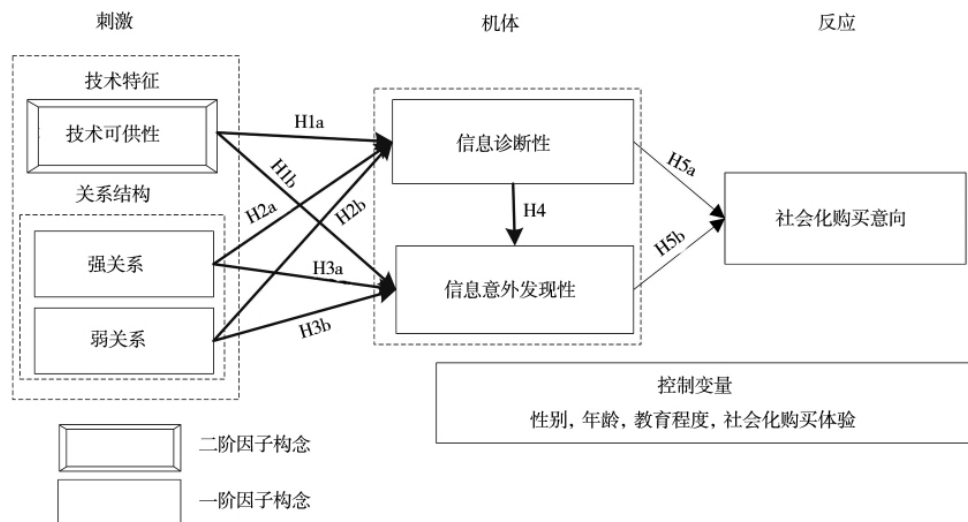 刺激
机体
反应
技术特征
技术可供性
关系结构
强关系
弱关系
H1a
H1b
H2a
H2b
H3a
H3b
信息诊断性
H4
信息意外发现性
H5a
H5b
社会化购买意向
控制变量
性别, 年龄, 教育程度, 社会化购买体验
二阶因子构念
一阶因子构念